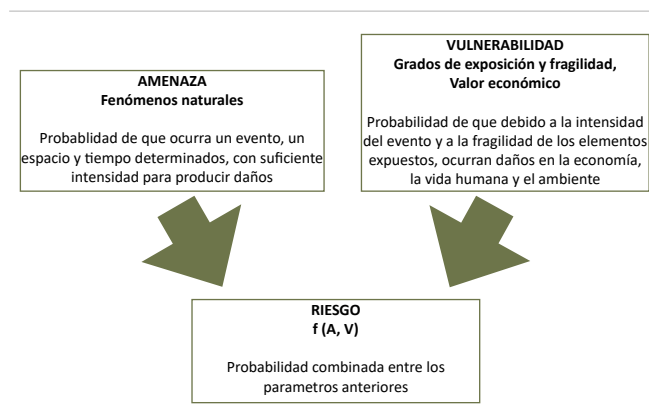 AMENAZA
Fenómenos naturales
Probablidad de que ocurra un evento, un
espacio y tiempo determinados, con suficiente
intensidad para producir daños
VULNERABILIDAD
Grados de exposición y fragilidad,
Valor económico
Probabilidad de que debido a la intensidad
del evento y a la fragilidad de los elementos
expuestos, ocurran daños en la economía,
la vida humana y el ambiente
RIESGO
f (A, V)
Probabilidad combinada entre los
parametros anteriores